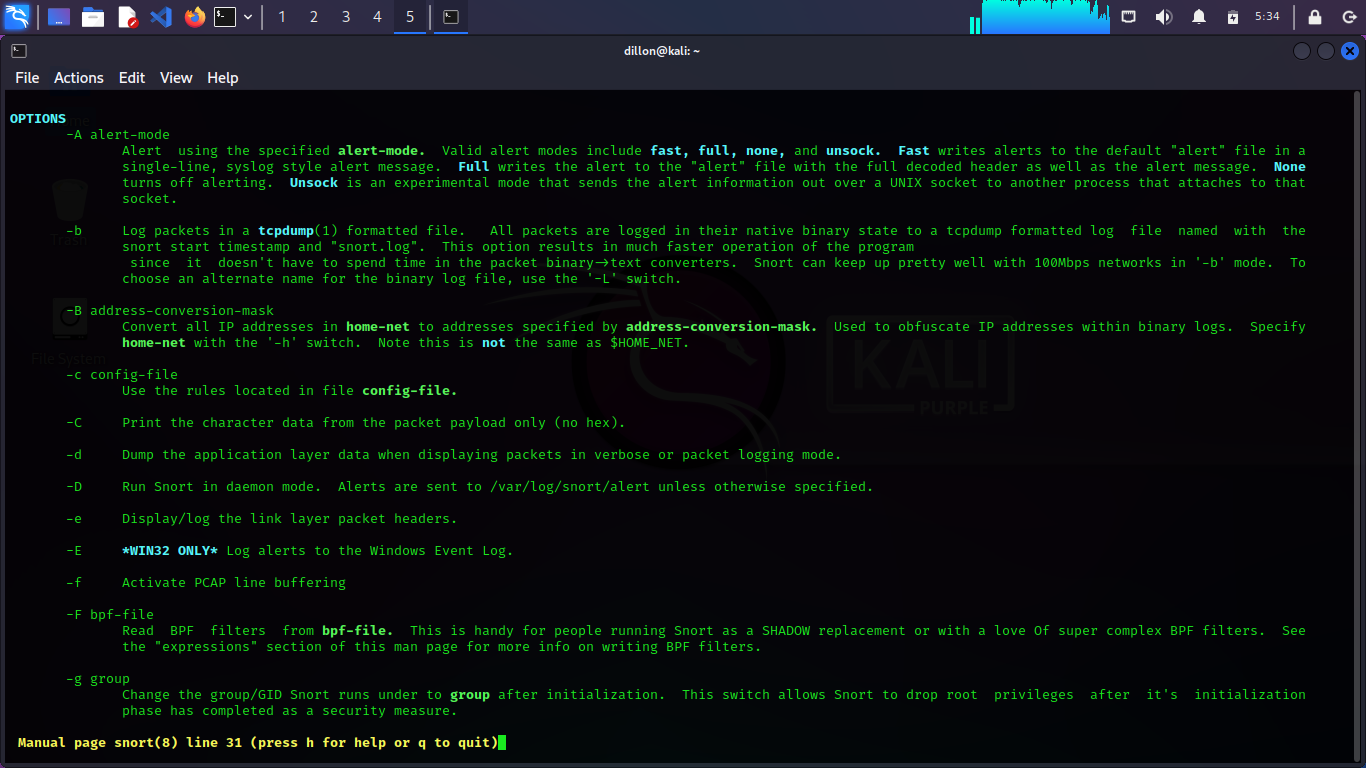 1 2 3 4 5 5:34
dillon@kali: ~
File Actions Edit View Help
OPTIONS
-A alert-mode
Alert  using the specified alert-mode.  Valid alert modes include fast, full, none, and unsock.  Fast writes alerts to the default "alert" file in a
single-line, syslog style alert message.  Full writes the alert to the "alert" file with the full decoded header as well as the alert message.  None
turns off alerting.  Unsock is an experimental mode that sends the alert information out over a UNIX socket to another process that attaches to that
socket.
-b     Log packets in a tcpdump(1) formatted file.   All packets are logged in their native binary state to a tcpdump formatted log  file  named  with  the
snort start timestamp and "snort.log".  This option results in much faster operation of the program
since  it  doesn't have to spend time in the packet binary->text converters.  Snort can keep up pretty well with 100Mbps networks in '-b' mode.  To
choose an alternate name for the binary log file, use the '-L' switch.
-B address-conversion-mask
Convert all IP addresses in home-net to addresses specified by address-conversion-mask.  Used to obfuscate IP addresses within binary logs.  Specify
home-net with the '-h' switch.  Note this is not the same as $HOME_NET.
-c config-file
Use the rules located in file config-file.
-C     Print the character data from the packet payload only (no hex).
-d     Dump the application layer data when displaying packets in verbose or packet logging mode.
-D     Run Snort in daemon mode.  Alerts are sent to /var/log/snort/alert unless otherwise specified.
-e     Display/log the link layer packet headers.
-E     *WIN32 ONLY* Log alerts to the Windows Event Log.
-f     Activate PCAP line buffering
-F bpf-file
Read  BPF  filters  from bpf-file.  This is handy for people running Snort as a SHADOW replacement or with a love Of super complex BPF filters.  See
the "expressions" section of this man page for more info on writing BPF filters.
-g group
Change the group/GID Snort runs under to group after initialization.  This switch allows Snort to drop root  privileges  after  it's  initialization
phase has completed as a security measure.
Manual page snort(8) line 31 (press h for help or q to quit)
Trash
File System
KALI
PURPLE